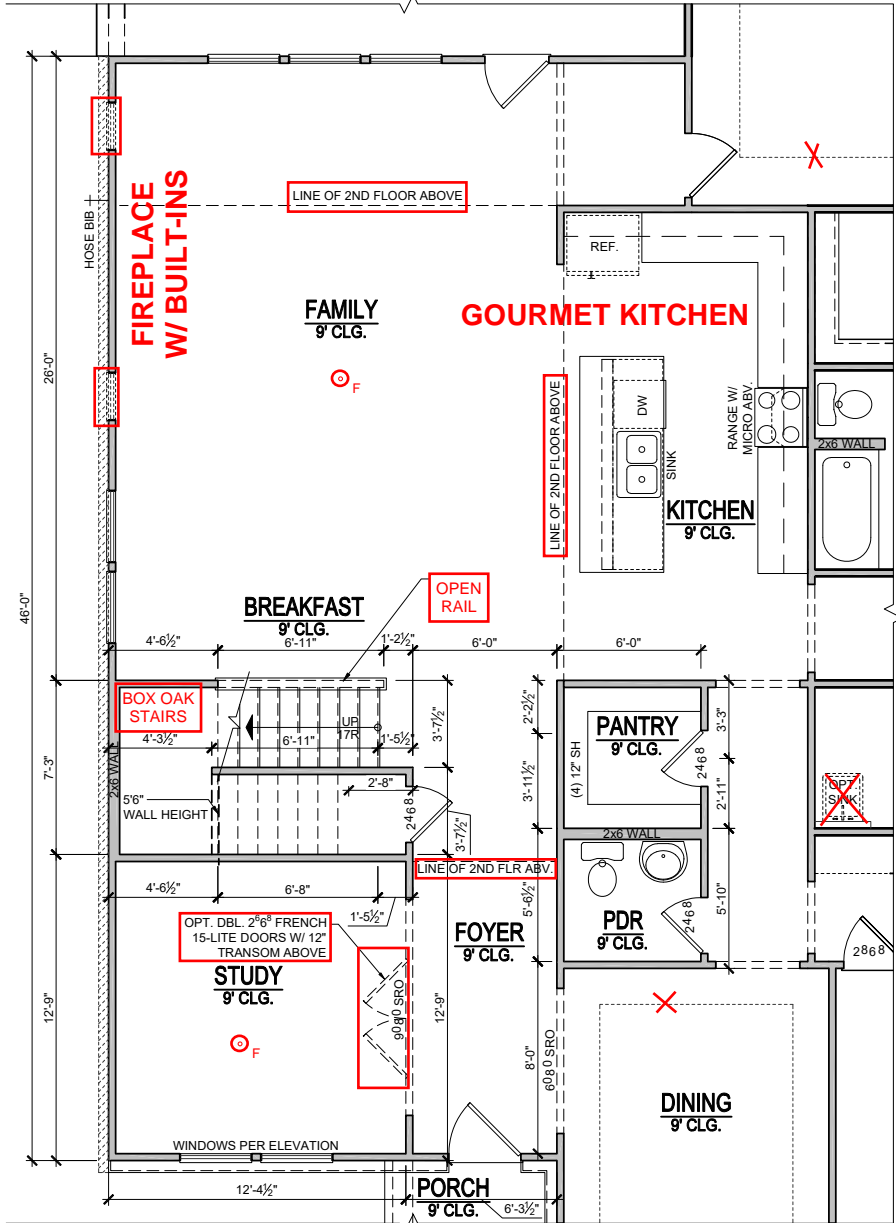 LINE OF 2ND FLOOR ABOVE
HOSE BIB
FIREPLACE
W/ BUILT-INS
REF.
FAMILY
9' CLG.
GOURMET KITCHEN
F
26'-0"
LINE OF 2ND FLOOR ABOVE
DW
SINK
RANGE W/
MICRO ABV.
2x6 WALL
KITCHEN
9' CLG.
46'-0"
OPEN
RAIL
BREAKFAST
9' CLG.
4'-6½"
6'-11"
1'-2½"
6'-0"
6'-0"
BOX OAK
STAIRS
UP
17R
4'-3½"
6'-11"
1'-5½"
3'-7½"
2'-2½"
PANTRY
9' CLG.
3'-3"
(4) 12" SH
2468
3'-11½"
2'-11"
OPT
SINK
7'-3"
2x6 WALL
2'-8"
5'6"
WALL HEIGHT
2468
3'-7½"
2x6 WALL
LINE OF 2ND FLR ABV.
4'-6½"
6'-8"
1'-5½"
5'-6½"
5'-10"
OPT. DBL. 2⁶6⁸ FRENCH
15-LITE DOORS W/ 12"
TRANSOM ABOVE
FOYER
9' CLG.
PDR
9' CLG.
2468
2868
STUDY
9' CLG.
9080 SRO
12'-9"
12'-9"
F
8'-0"
6080 SRO
DINING
9' CLG.
WINDOWS PER ELEVATION
12'-4½"
PORCH
9' CLG.
6'-3½"